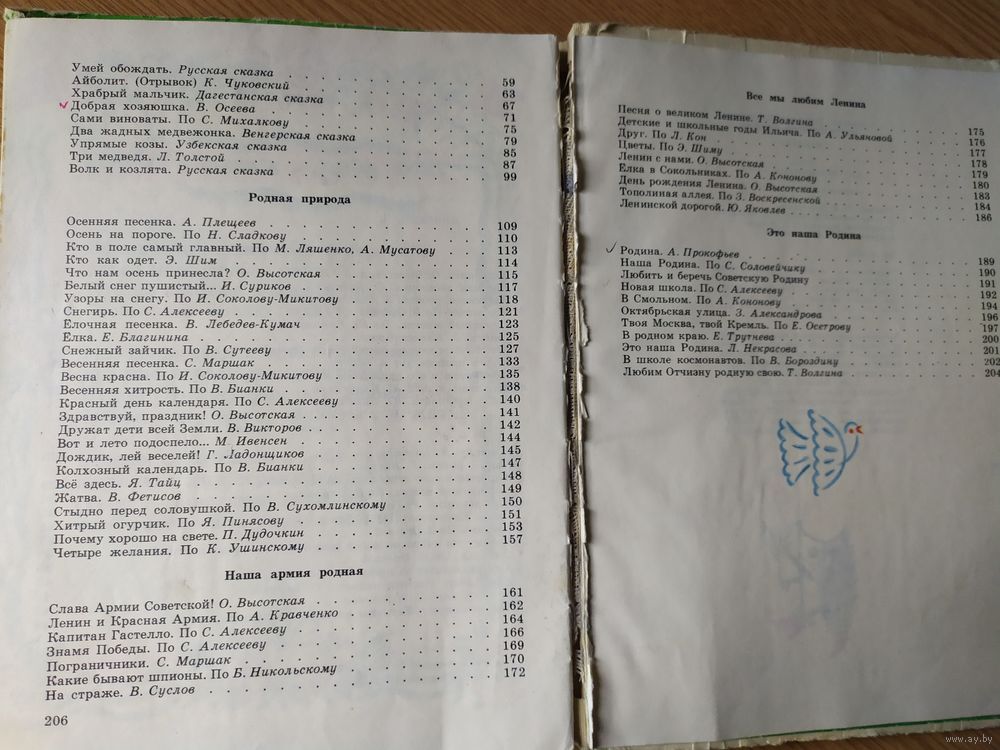 Умей обождать. Русская сказка 59
Айболит. (Отрывок) К. Чуковский 63
Храбрый мальчик. Дагестанская сказка 67
Добрая хозяюшка. В. Осеева 71
Сами виноваты. По С. Михалкову 75
Два жадных медвежонка. Венгерская сказка 79
Упрямые козы. Узбекская сказка 85
Три медведя. Л. Толстой 87
Волк и козлята. Русская сказка 99
Родная природа
Осенняя песенка. А. Плещеев 109
Осень на пороге. По Н. Сладкову 110
Кто в поле самый главный. По М. Ляшенко, А. Мусатову 113
Кто как одет. Э. Шим 114
Что нам осень принесла? О. Высотская 115
Белый снег пушистый... И. Суриков 117
Узоры на снегу. По И. Соколову-Микитову 118
Снегирь. По С. Алексееву 121
Ёлочная песенка. В. Лебедев-Кумач 123
Ёлка. Е. Благинина 125
Снежный зайчик. По В. Сутееву 127
Весенняя песенка. С. Маршак 133
Весна красна. По И. Соколову-Микитову 135
Весенняя хитрость. По В. Бианки 138
Красный день календаря. По С. Алексееву 140
Здравствуй, праздник! О. Высотская 141
Дружат дети всей Земли. В. Викторов 142
Вот и лето подоспело... М Ивенсен 144
Дождик, лей веселей! Г. Ладонщиков 145
Колхозный календарь. По В. Бианки 147
Всё здесь. Я. Тайц 148
Жатва. В. Фетисов 149
Стыдно перед соловушкой. По В. Сухомлинскому 150
Хитрый огурчик. По Я. Пинясову 151
Почему хорошо на свете. П. Дудочкин 153
Четыре желания. По К. Ушинскому 157
Наша армия родная
Слава Армии Советской! О. Высотская 161
Ленин и Красная Армия. По А. Кравченко 162
Капитан Гастелло. По С. Алексееву 164
Знамя Победы. По С. Алексееву 166
Пограничники. С. Маршак 169
Какие бывают шпионы. По Б. Никольскому 170
На страже. В. Суслов 172
206
Все мы любим Ленина
Песня о великом Ленине. Т. Волгина 175
Детские и школьные годы Ильича. По А. Ульяновой 176
Друг. По Л. Кон 177
Цветы. По Э. Шиму 178
Ленин с нами. О. Высотская 179
Ёлка в Сокольниках. По А. Кононову 180
День рождения Ленина. О. Высотская 183
Тополиная аллея. По З. Воскресенской 184
Ленинской дорогой. Ю. Яковлев 186
Это наша Родина
Родина. А. Прокофьев 189
Наша Родина. По С. Соловейчику 190
Любить и беречь Советскую Родину 191
Новая школа. По С. Алексееву 192
В Смольном. По А. Кононову 194
Октябрьская улица. З. Александрова 196
Твоя Москва, твой Кремль. По Е. Осетрову 197
В родном краю. Е. Трутнева 200
Это наша Родина. Л. Некрасова 201
В школе космонавтов. По В. Бороздину 202
Любим Отчизну родную свою. Т. Волгина 204
www.ay.by